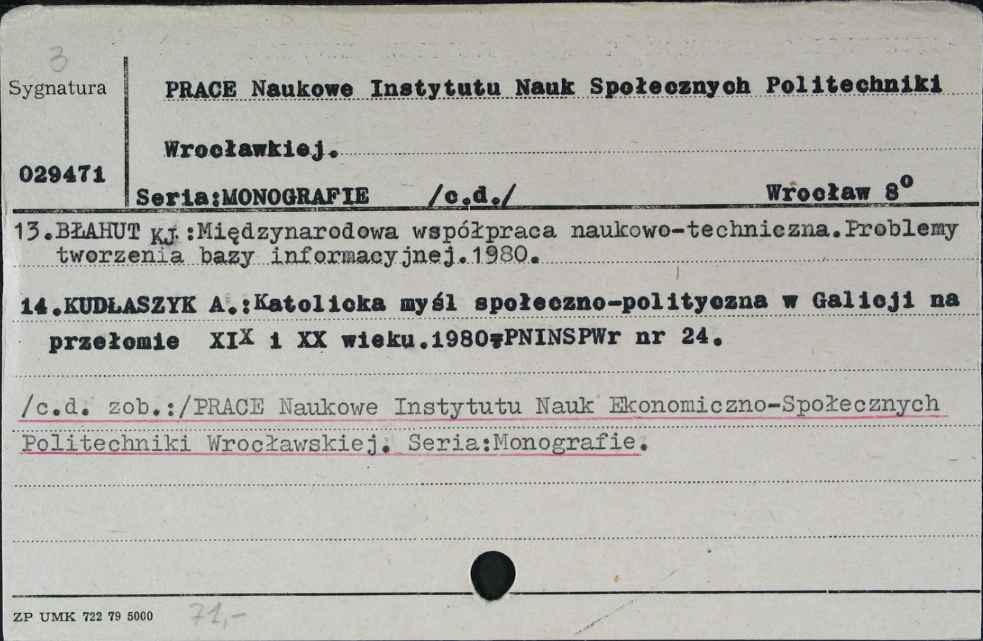 3
Sygnatura
PRACE Naukowe Instytutu Nauk Społecznych Politechniki
Wrocławkiej.
029471
Seria:MONOGRAFIE /c.d./ Wrocław 8⁰
13.BŁAHUT KJ.:Międzynarodowa współpraca naukowo-techniczna.Problemy
tworzenia bazy informacyjnej.1980.
14.KUDŁASZYK A.:Katolicka myśl społeczno-polityczna w Galicji na
przełomie XIX i XX wieku.1980.PNINSPWr nr 24.
/c.d. zob.:/PRACE Naukowe Instytutu Nauk Ekonomiczno-Społecznych
Politechniki Wrocławskiej. Seria:Monografie.
ZP UMK 722 79 5000 71,-